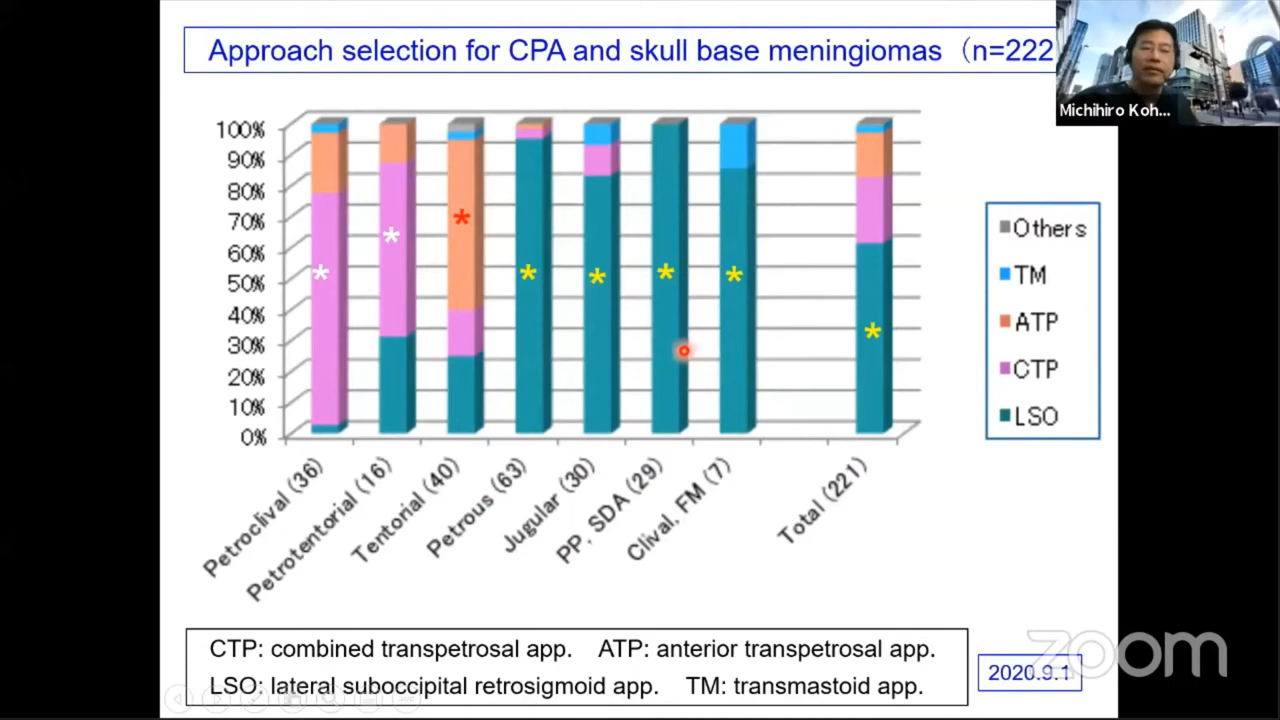 Approach selection for CPA and skull base meningiomas （n=222
Michihiro Koh...
100%
90%
80%
70%
60%
50%
40%
30%
20%
10%
0%
*
*
*
*
*
*
*
*
Others
TM
ATP
CTP
LSO
Petroclival (36)
Petrotentorial (16)
Tentorial (40)
Petrous (63)
Jugular (30)
PP, SDA (29)
Clival, FM (7)
Total (221)
CTP: combined transpetrosal app. ATP: anterior transpetrosal app.
LSO: lateral suboccipital retrosigmoid app. TM: transmastoid app.
2020.9.1
zoom